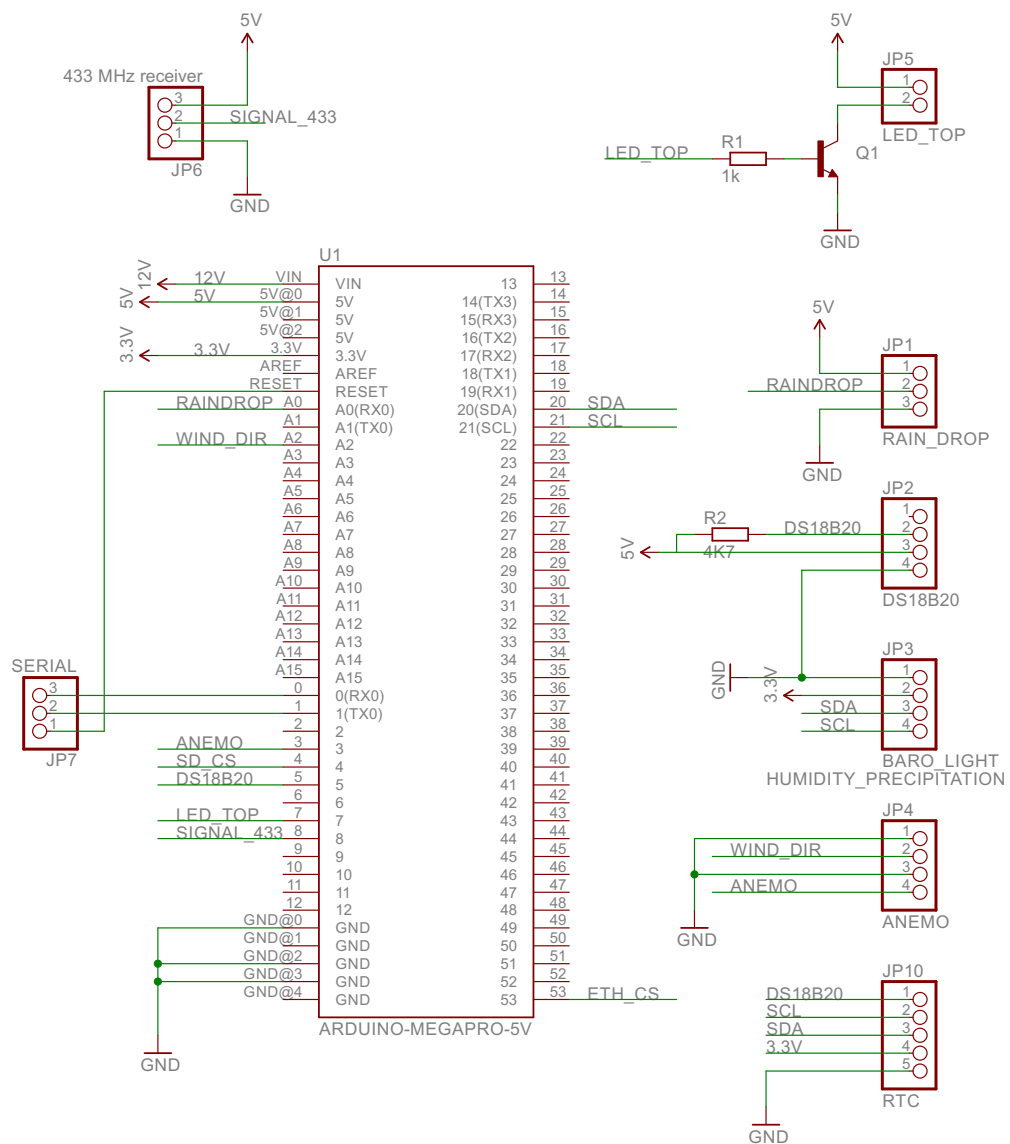 5V
433 MHz receiver
3
2
1
SIGNAL_433
JP6
GND
5V
JP5
1
2
LED_TOP
LED_TOP
R1
1k
Q1
GND
U1
12V
12V
VIN
VIN
13
13
5V
5V
5V@0
5V
14(TX3)
14
5V@1
5V
15(RX3)
15
5V@2
5V
16(TX2)
16
3.3V
3.3V
3.3V
3.3V
17(RX2)
17
AREF
AREF
18(TX1)
18
RESET
RESET
19(RX1)
19
RAINDROP
A0
A0(RX0)
20(SDA)
20
SDA
A1
A1(TX0)
21(SCL)
21
SCL
WIND_DIR
A2
A2
22
22
A3
A3
23
23
A4
A4
24
24
A5
A5
25
25
A6
A6
26
26
A7
A7
27
27
A8
A8
28
28
A9
A9
29
29
A10
A10
30
30
A11
A11
31
31
A12
A12
32
32
A13
A13
33
33
A14
A14
34
34
A15
A15
35
35
0
0(RX0)
36
36
1
1(TX0)
37
37
2
2
38
38
ANEMO
3
3
39
39
SD_CS
4
4
40
40
DS18B20
5
5
41
41
6
6
42
42
LED_TOP
7
7
43
43
SIGNAL_433
8
8
44
44
9
9
45
45
10
10
46
46
11
11
47
47
12
12
48
48
GND@0
GND
49
49
GND@1
GND
50
50
GND@2
GND
51
51
GND@3
GND
52
52
GND@4
GND
53
53
ETH_CS
ARDUINO-MEGAPRO-5V
GND
SERIAL
3
2
1
JP7
5V
JP1
1
RAINDROP
2
3
RAIN_DROP
GND
JP2
1
R2
4K7
DS18B20
2
5V
3
4
DS18B20
JP3
GND
1
3.3V
2
SDA
3
SCL
4
BARO_LIGHT
HUMIDITY_PRECIPITATION
JP4
1
WIND_DIR
2
3
ANEMO
4
ANEMO
GND
JP10
DS18B20
1
SCL
2
SDA
3
3.3V
4
5
RTC
GND